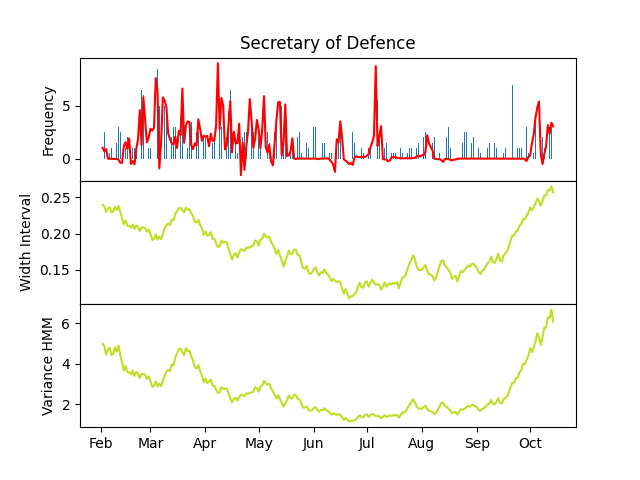 Secretary of Defence
Frequency
5
0
Width Interval
0.25
0.20
0.15
Variance HMM
6
4
2
Feb Mar Apr May Jun Jul Aug Sep Oct